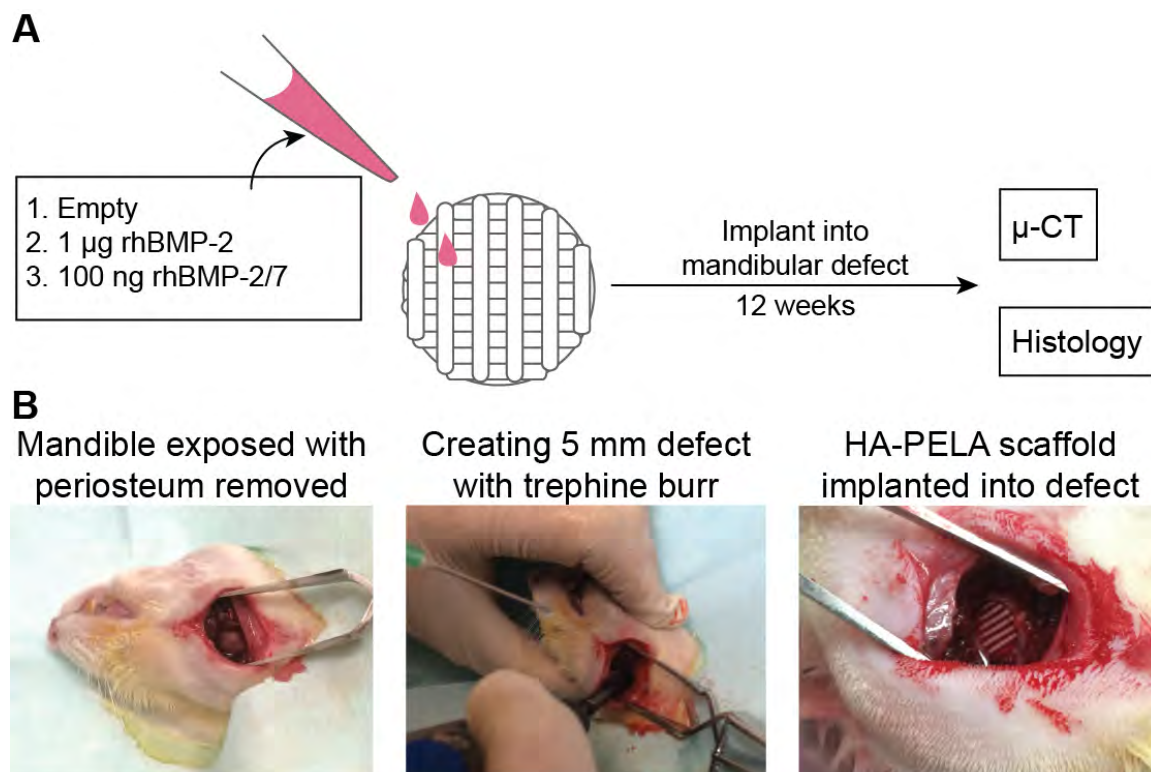 A
1. Empty
2. 1 µg rhBMP-2
3. 100 ng rhBMP-2/7
Implant into
mandibular defect
12 weeks
µ-CT
Histology
B
Mandible exposed with
periosteum removed
Creating 5 mm defect
with trephine burr
HA-PELA scaffold
implanted into defect